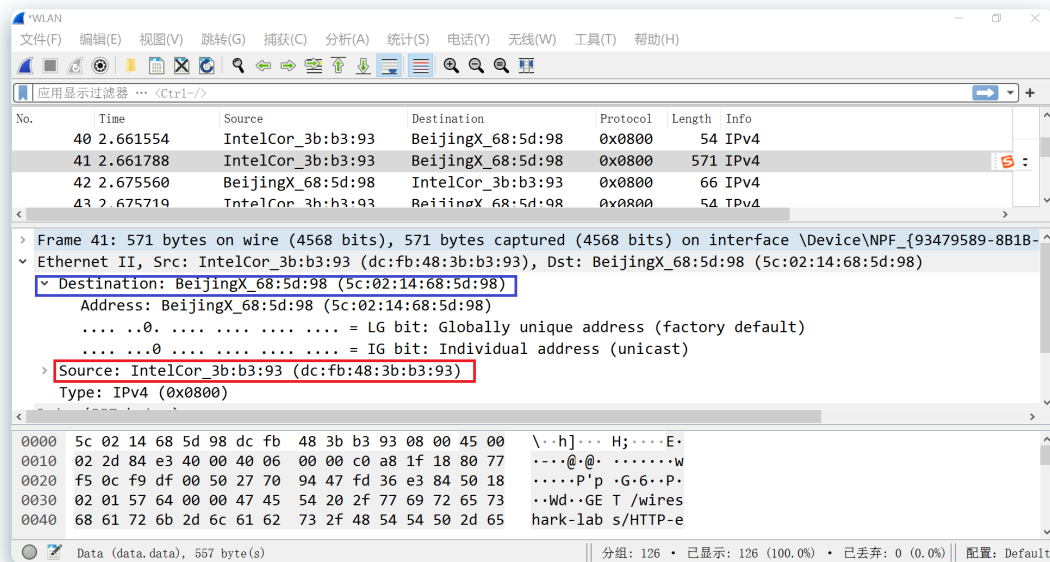 *WLAN
文件(F) 编辑(E) 视图(V) 跳转(G) 捕获(C) 分析(A) 统计(S) 电话(Y) 无线(W) 工具(T) 帮助(H)
应用显示过滤器 … <Ctrl-/>
No. Time Source Destination Protocol Length Info
40 2.661554 IntelCor_3b:b3:93 BeijingX_68:5d:98 0x0800 54 IPv4
41 2.661788 IntelCor_3b:b3:93 BeijingX_68:5d:98 0x0800 571 IPv4
42 2.675560 BeijingX_68:5d:98 IntelCor_3b:b3:93 0x0800 66 IPv4
43 2.675719 IntelCor_3b:b3:93 BeijingX_68:5d:98 0x0800 54 IPv4
Frame 41: 571 bytes on wire (4568 bits), 571 bytes captured (4568 bits) on interface \Device\NPF_{93479589-8B1B-
Ethernet II, Src: IntelCor_3b:b3:93 (dc:fb:48:3b:b3:93), Dst: BeijingX_68:5d:98 (5c:02:14:68:5d:98)
Destination: BeijingX_68:5d:98 (5c:02:14:68:5d:98)
Address: BeijingX_68:5d:98 (5c:02:14:68:5d:98)
.... ..0. .... .... .... .... = LG bit: Globally unique address (factory default)
.... ...0 .... .... .... .... = IG bit: Individual address (unicast)
Source: IntelCor_3b:b3:93 (dc:fb:48:3b:b3:93)
Type: IPv4 (0x0800)
0000 5c 02 14 68 5d 98 dc fb 48 3b b3 93 08 00 45 00 \··h]··· H;····E·
0010 02 2d 84 e3 40 00 40 06 00 00 c0 a8 1f 18 80 77 ·-··@·@· ·······w
0020 f5 0c f9 df 00 50 27 70 94 47 fd 36 e3 84 50 18 ·····P'p ·G·6··P·
0030 02 01 57 64 00 00 47 45 54 20 2f 77 69 72 65 73 ··Wd··GE T /wires
0040 68 61 72 6b 2d 6c 61 62 73 2f 48 54 54 50 2d 65 hark-lab s/HTTP-e
Data (data.data), 557 byte(s) 分组: 126 · 已显示: 126 (100.0%) · 已丢弃: 0 (0.0%) 配置: Default